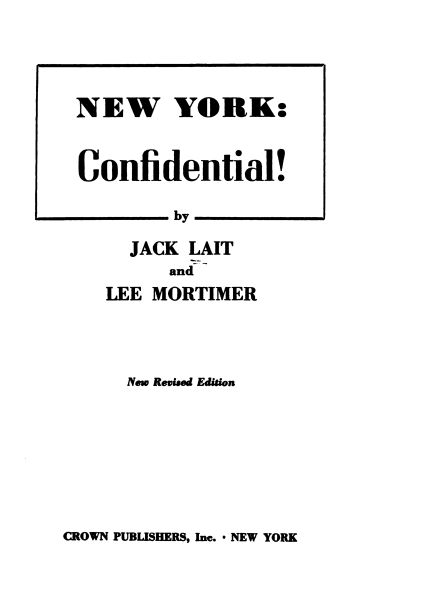 NEW YORK:
Confidential!
by
JACK LAIT
and
LEE MORTIMER
New Revised Edition
CROWN PUBLISHERS, Inc. · NEW YORK